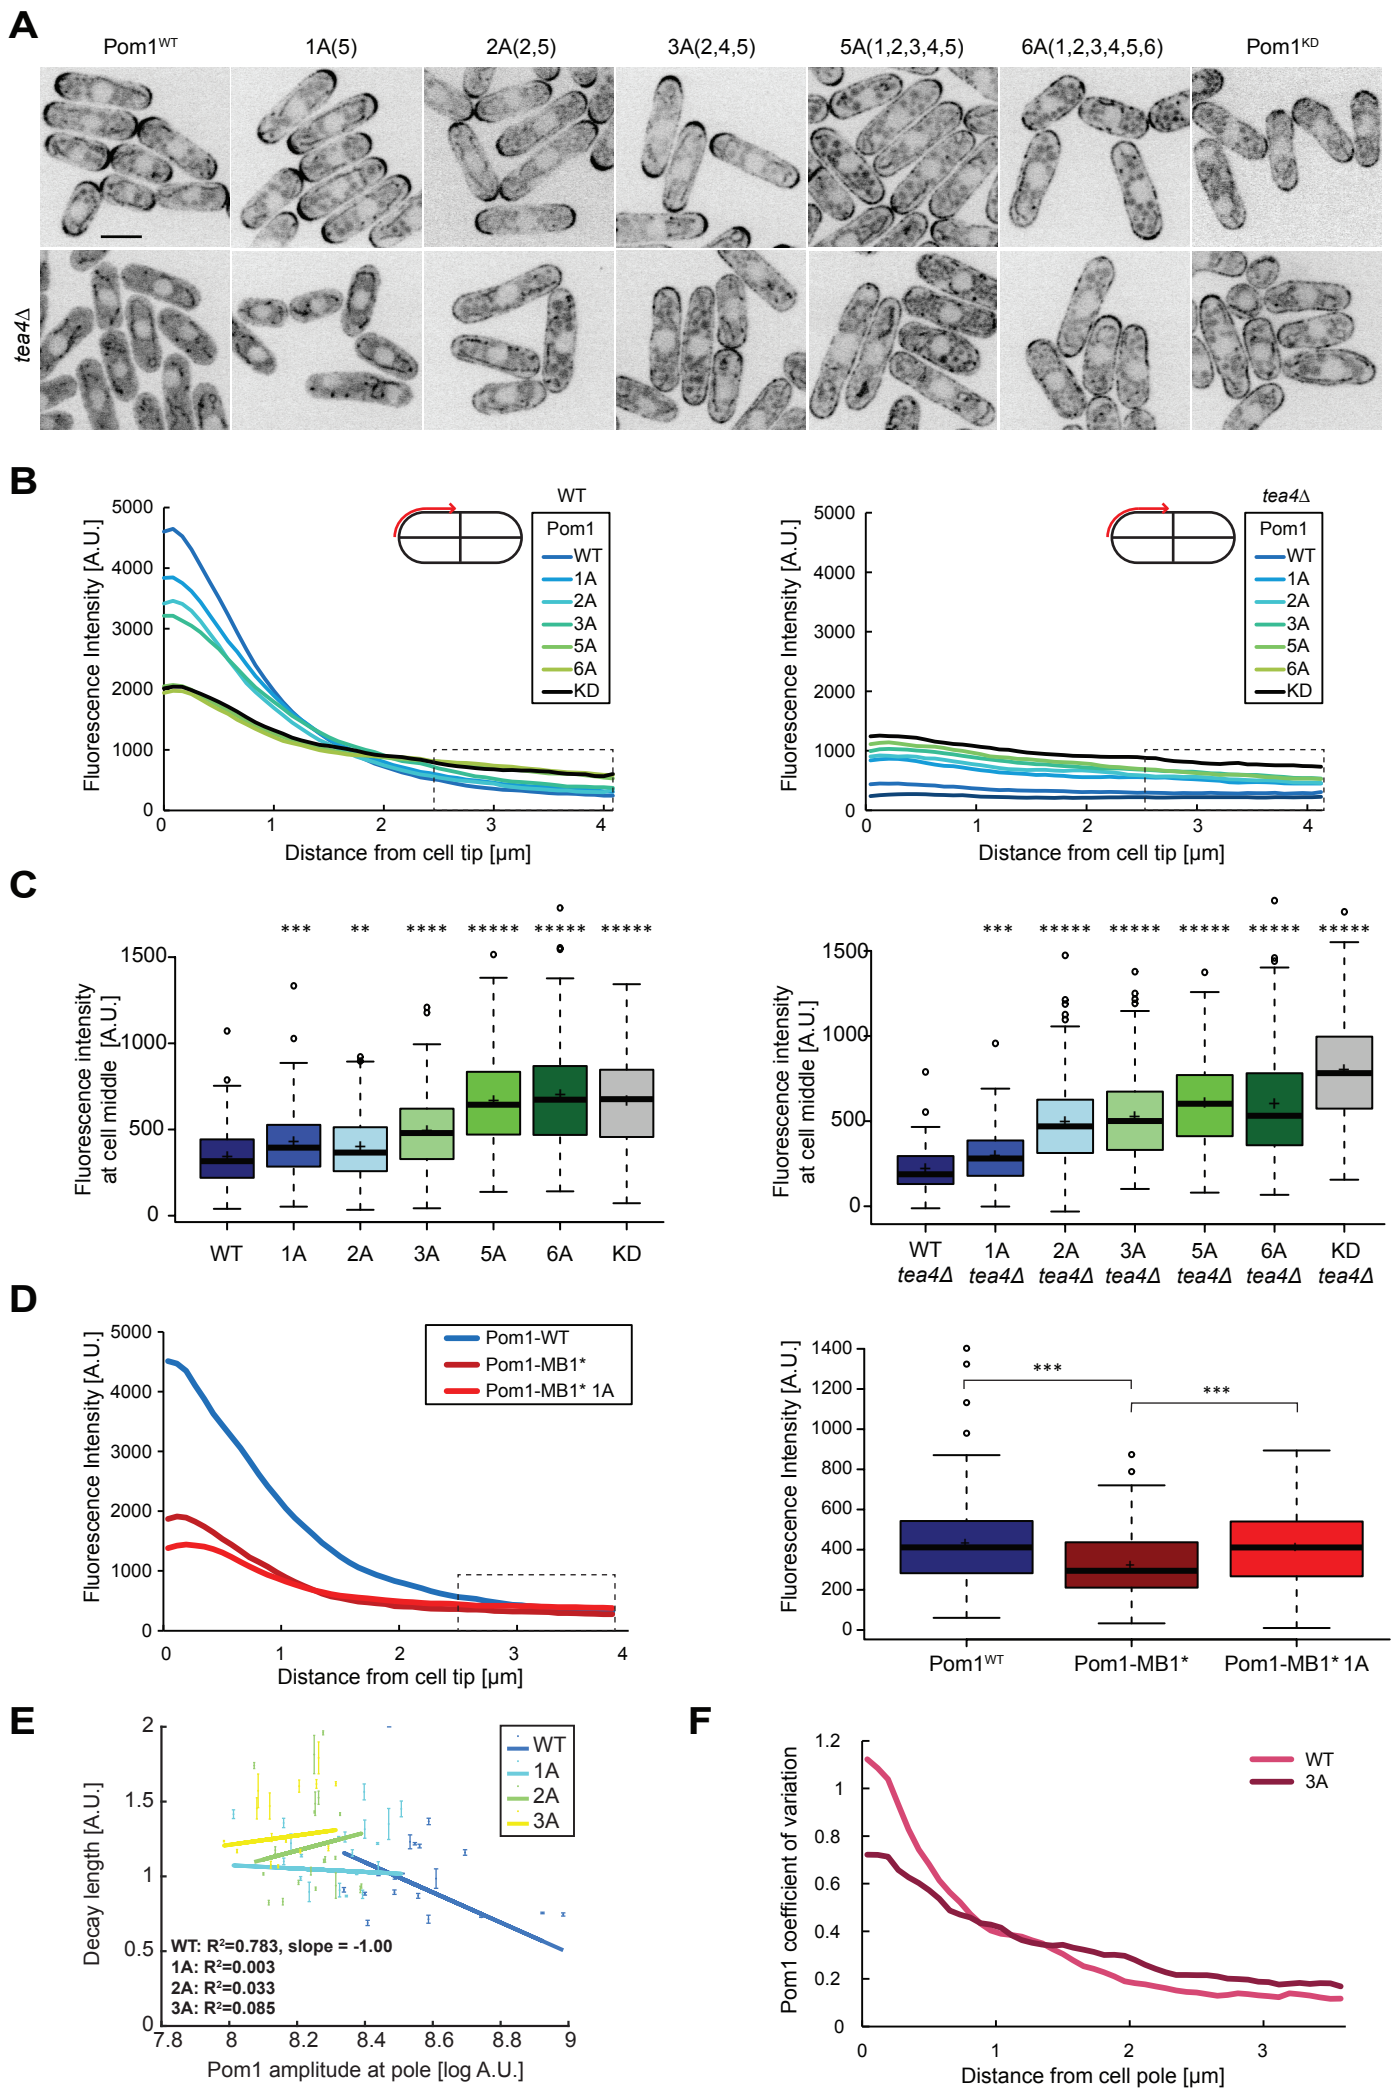 A
Pom1WT 1A(5) 2A(2,5) 3A(2,4,5) 5A(1,2,3,4,5) 6A(1,2,3,4,5,6) Pom1KD
tea4Δ
B
Fluorescence Intensity [A.U.]
5000
4000
3000
2000
1000
0
0 1 2 3 4
Distance from cell tip [µm]
WT
Pom1
WT
1A
2A
3A
5A
6A
KD
Fluorescence Intensity [A.U.]
5000
4000
3000
2000
1000
0
0 1 2 3 4
Distance from cell tip [µm]
tea4Δ
Pom1
WT
1A
2A
3A
5A
6A
KD
C
Fluorescence intensity
at cell middle [A.U.]
*** ** **** ***** ***** *****
1500
1000
500
0
WT 1A 2A 3A 5A 6A KD
Fluorescence intensity
at cell middle [A.U.]
*** ***** ***** ***** ***** *****
1500
1000
500
0
WT 1A 2A 3A 5A 6A KD
tea4Δ tea4Δ tea4Δ tea4Δ tea4Δ tea4Δ tea4Δ
D
Fluorescence Intensity [A.U.]
5000
4000
3000
2000
1000
0
0 1 2 3 4
Distance from cell tip [µm]
Pom1-WT
Pom1-MB1*
Pom1-MB1* 1A
Fluorescence Intensity [A.U.]
1400
1200
1000
800
600
400
200
0
*** ***
Pom1WT Pom1-MB1* Pom1-MB1* 1A
E
Decay length [A.U.]
2
1.5
1
0.5
0
7.8 8 8.2 8.4 8.6 8.8 9
Pom1 amplitude at pole [log A.U.]
WT
1A
2A
3A
WT: R2=0.783, slope = -1.00
1A: R2=0.003
2A: R2=0.033
3A: R2=0.085
F
Pom1 coefficient of variation
1.2
1
0.8
0.6
0.4
0.2
0
0 1 2 3
Distance from cell pole [µm]
WT
3A